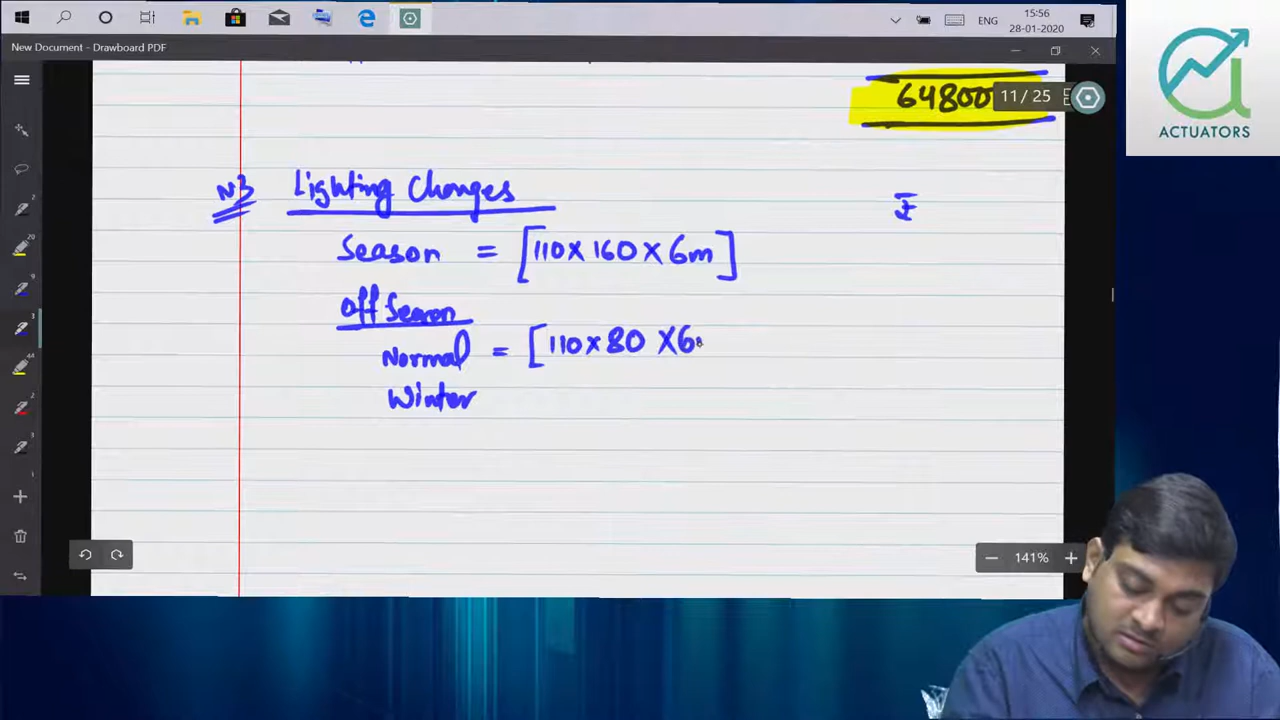 15:56
ENG
28-01-2020
New Document - Drawboard PDF
ACTUATORS
64800
11 / 25
N3 Lighting Charges
₹
Season = [110 X 160 X 6m]
Off Season
Normal = [110 X 80 X 6
Winter
141%